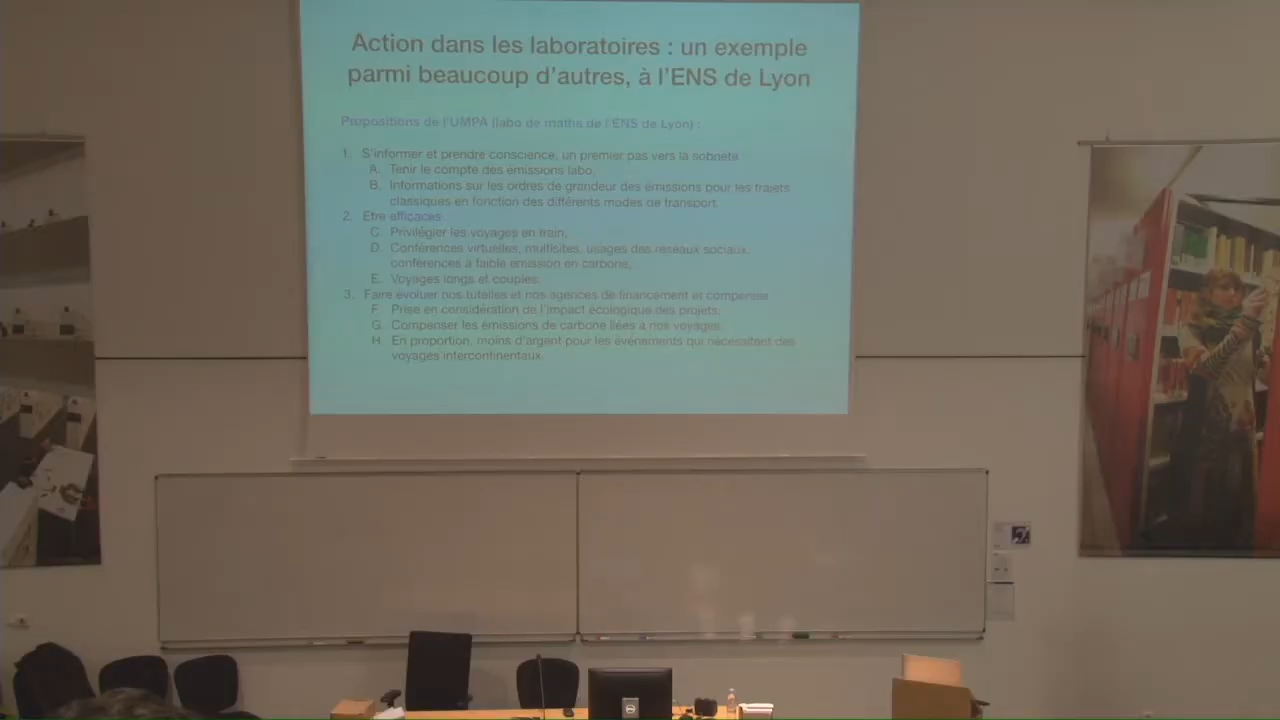 Action dans les laboratoires : un exemple
parmi beaucoup d'autres, à l'ENS de Lyon
Propositions de l'UMPA (labo de maths de l'ENS de Lyon) :
1. S'informer et prendre conscience, un premier pas vers la sobriété :
A. Tenir le compte des émissions labo,
B. Informations sur les ordres de grandeur des émissions pour les trajets
classiques en fonction des différents modes de transport.
2. Etre efficaces :
C. Privilégier les voyages en train,
D. Conférences virtuelles, multisites, usages des réseaux sociaux,
conférences à faible émission en carbone,
E. Voyages longs et couplés.
3. Faire évoluer nos tutelles et nos agences de financement et compenser
F. Prise en considération de l'impact écologique des projets,
G. Compenser les émissions de carbone liées à nos voyages,
H. En proportion, moins d'argent pour les événements qui nécessitent des
voyages intercontinentaux.
DELL